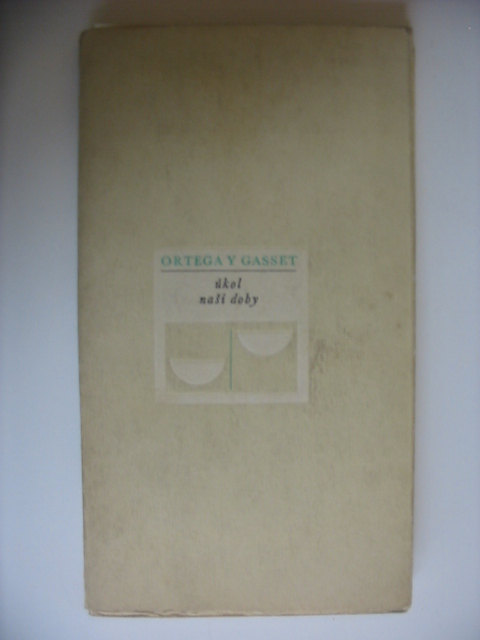 ORTEGA Y GASSET
úkol
naší doby